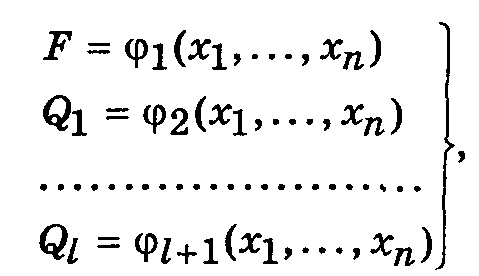 F = φ₁(x₁,...,xₙ)
Q₁ = φ₂(x₁,...,xₙ)
........................
Qₗ = φₗ₊₁(x₁,...,xₙ) },